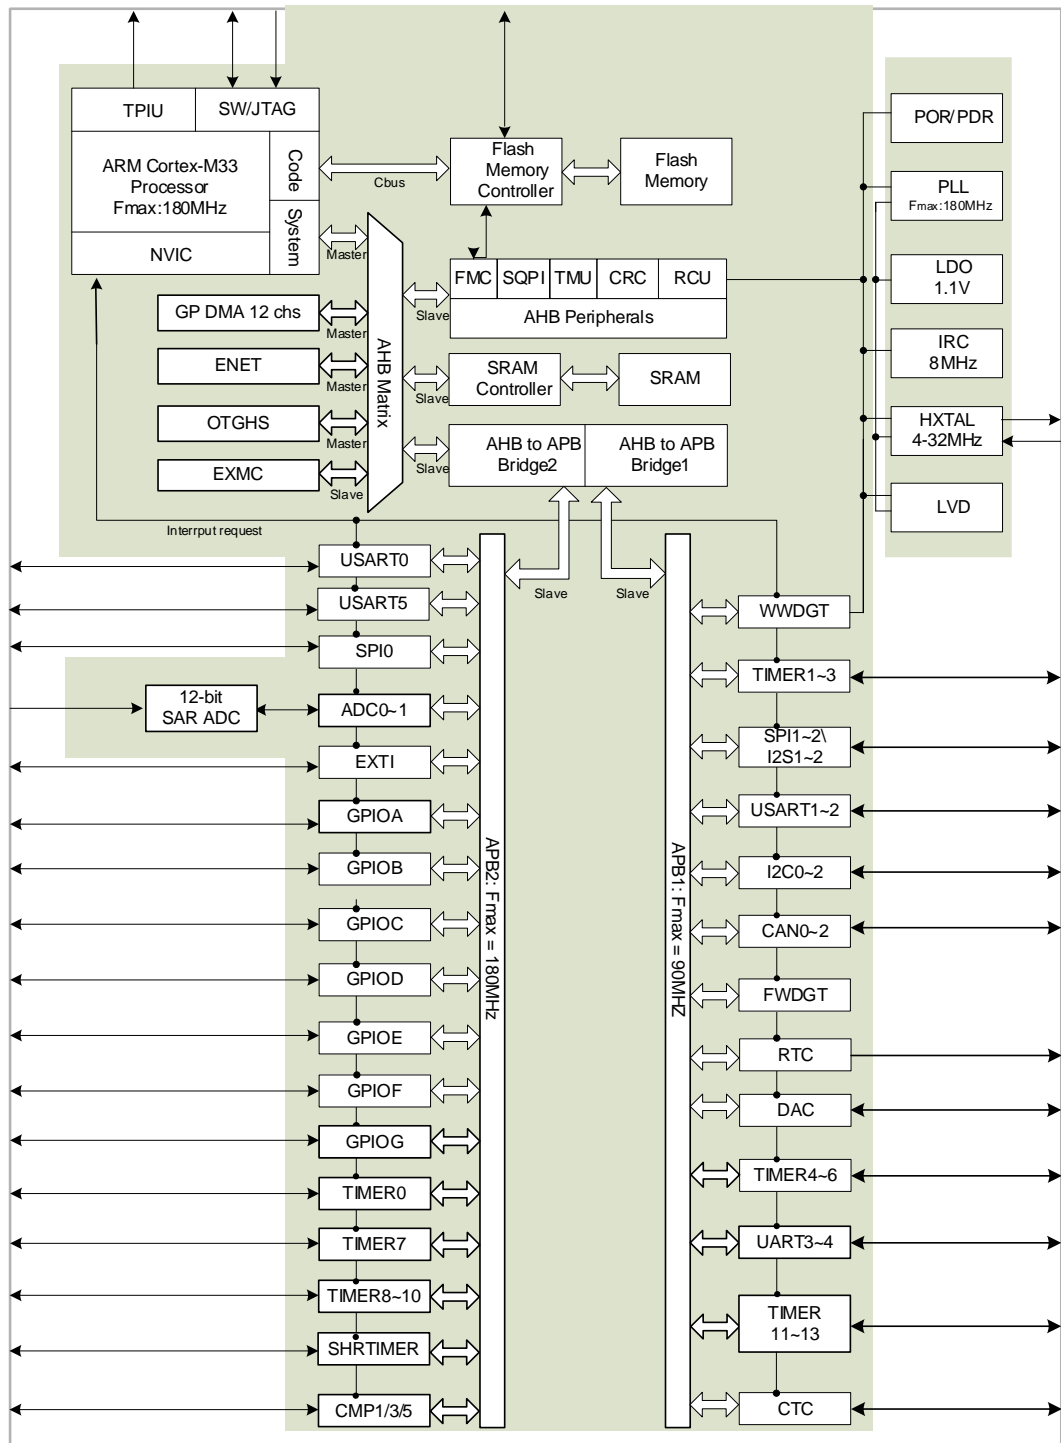 TPIU
SW/JTAG
ARM Cortex-M33
Processor
Fmax:180MHz
Code
System
NVIC
Cbus
Flash
Memory
Controller
Flash
Memory
POR/PDR
PLL
Fmax:180MHz
LDO
1.1V
IRC
8MHz
HXTAL
4-32MHz
LVD
Master
FMC
SQPI
TMU
CRC
RCU
AHB Peripherals
Slave
GP DMA 12 chs
Master
ENET
Master
OTGHS
Master
EXMC
Slave
AHB Matrix
SRAM
Controller
SRAM
Slave
AHB to APB
Bridge2
AHB to APB
Bridge1
Slave
Interrput request
Slave
Slave
USART0
USART5
SPI0
12-bit
SAR ADC
ADC0~1
EXTI
GPIOA
GPIOB
GPIOC
GPIOD
GPIOE
GPIOF
GPIOG
TIMER0
TIMER7
TIMER8~10
SHRTIMER
CMP1/3/5
APB2: Fmax = 180MHz
APB1: Fmax = 90MHZ
WWDGT
TIMER1~3
SPI1~2\
I2S1~2
USART1~2
I2C0~2
CAN0~2
FWDGT
RTC
DAC
TIMER4~6
UART3~4
TIMER
11~13
CTC